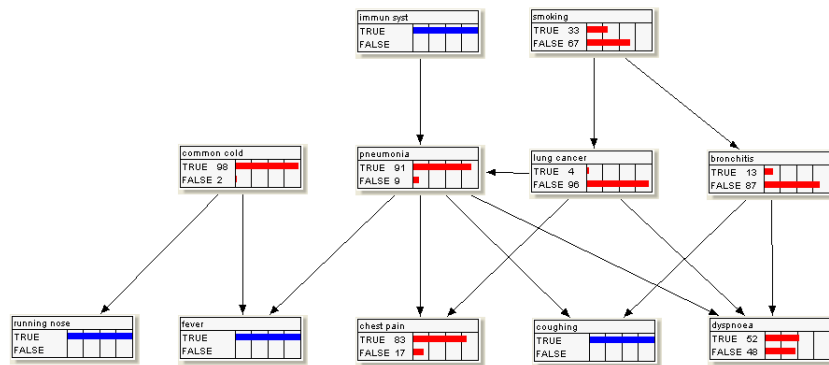 immun syst
TRUE
FALSE
smoking
TRUE 33
FALSE 67
common cold
TRUE 98
FALSE 2
pneumonia
TRUE 91
FALSE 9
lung cancer
TRUE 4
FALSE 96
bronchitis
TRUE 13
FALSE 87
running nose
TRUE
FALSE
fever
TRUE
FALSE
chest pain
TRUE 83
FALSE 17
coughing
TRUE
FALSE
dyspnoea
TRUE 52
FALSE 48